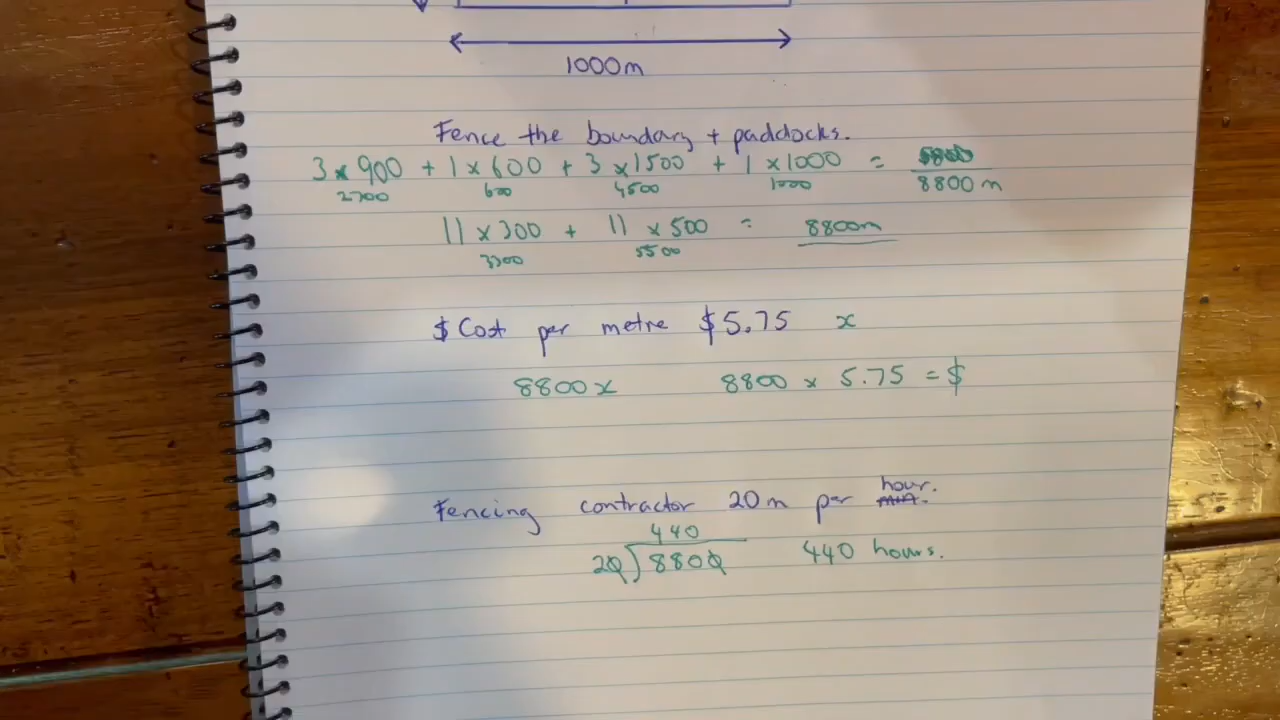 1000m
Fence the boundary + paddocks.
3 x 900 + 1 x 600 + 3 x 1500 + 1 x 1000 = 8800 m
2700 600 4500 1000
11 x 300 + 11 x 500 = 8800m
3300 5500
$ Cost per metre $5.75 x
8800x 8800 x 5.75 = $
Fencing contractor 20m per hour.
440
20)8800 440 hours.